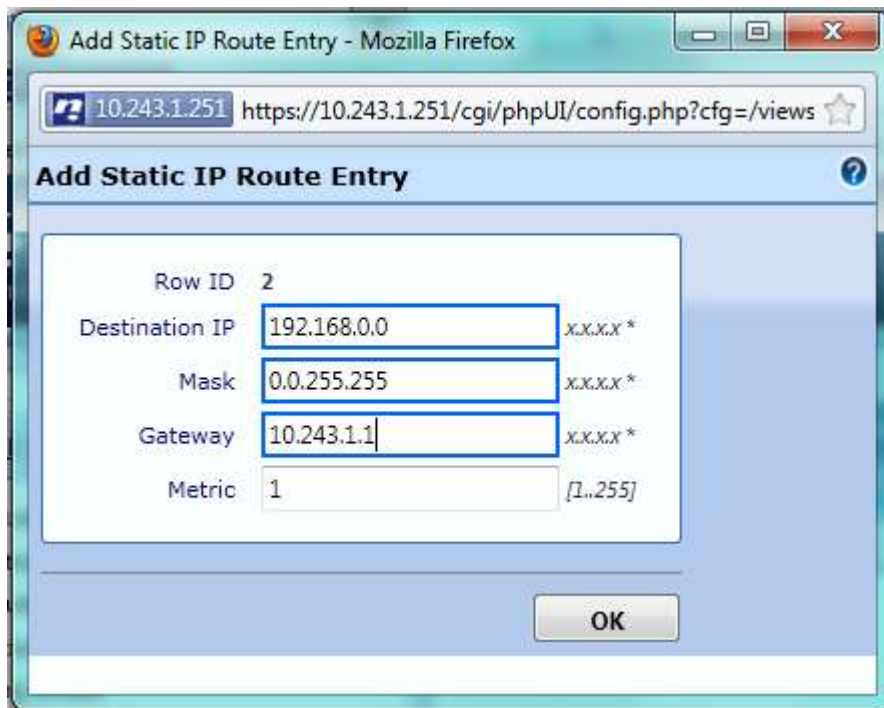 Add Static IP Route Entry - Mozilla Firefox
10.243.1.251 https://10.243.1.251/cgi/phpUI/config.php?cfg=/views
Add Static IP Route Entry ?
Row ID 2
Destination IP 192.168.0.0 x.x.x.x *
Mask 0.0.255.255 x.x.x.x *
Gateway 10.243.1.1 x.x.x.x *
Metric 1 [1..255]
OK